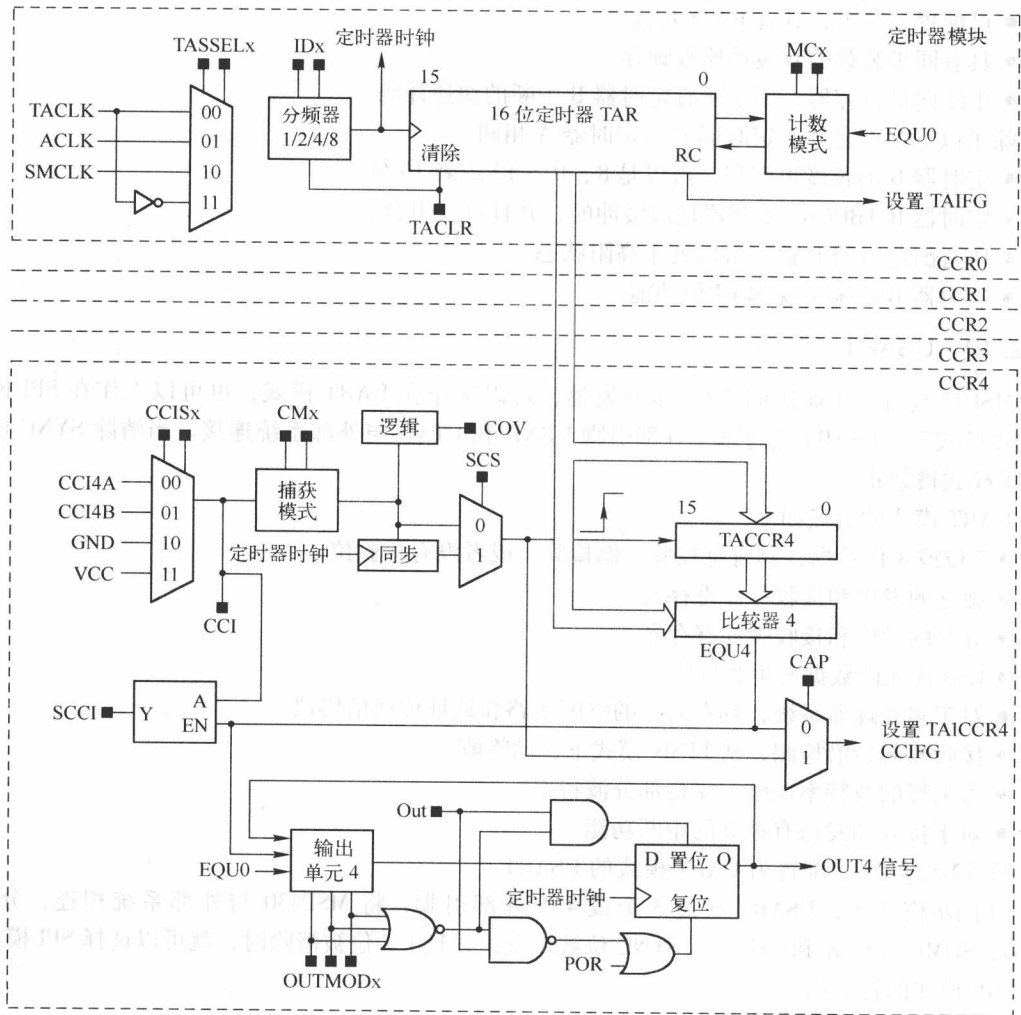 定时器时钟
定时器模块
TASSELx
IDx
15
0
MCx
TACLK
00
分频器
1/2/4/8
16 位定时器 TAR
计数
模式
ACLK
01
EQU0
SMCLK
10
清除
RC
11
设置 TAIFG
TACLR
CCR0
CCR1
CCR2
CCR3
CCR4
CCISx
CMx
逻辑
COV
SCS
CCI4A
00
捕获
模式
15
0
CCI4B
01
0
TACCR4
GND
10
定时器时钟
同步
1
VCC
11
比较器 4
CCI
EQU4
CAP
A
SCCI
Y
EN
0
设置 TAICCR4
1
CCIFG
Out
输出
单元 4
D 置位 Q
OUT4 信号
EQU0
定时器时钟
复位
POR
OUTMODx